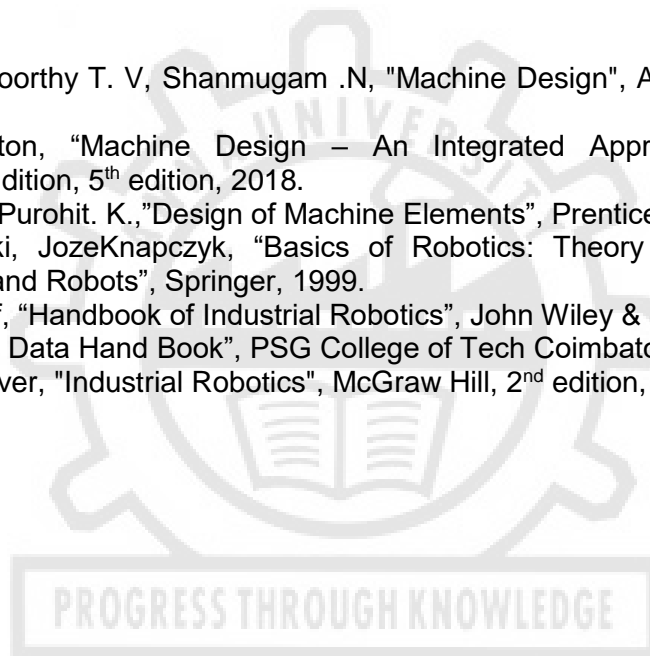 oorthy T. V, Shanmugam .N, "Machine Design", A
ton, “Machine Design – An Integrated Appr
dition, 5th edition, 2018.
Purohit. K.,”Design of Machine Elements”, Prentice
ki, JozeKnapczyk, “Basics of Robotics: Theory
and Robots”, Springer, 1999.
f, “Handbook of Industrial Robotics”, John Wiley &
Data Hand Book”, PSG College of Tech Coimbato
ver, "Industrial Robotics", McGraw Hill, 2nd edition,
UNIVERSIT
PROGRESS THROUGH KNOWLEDGE